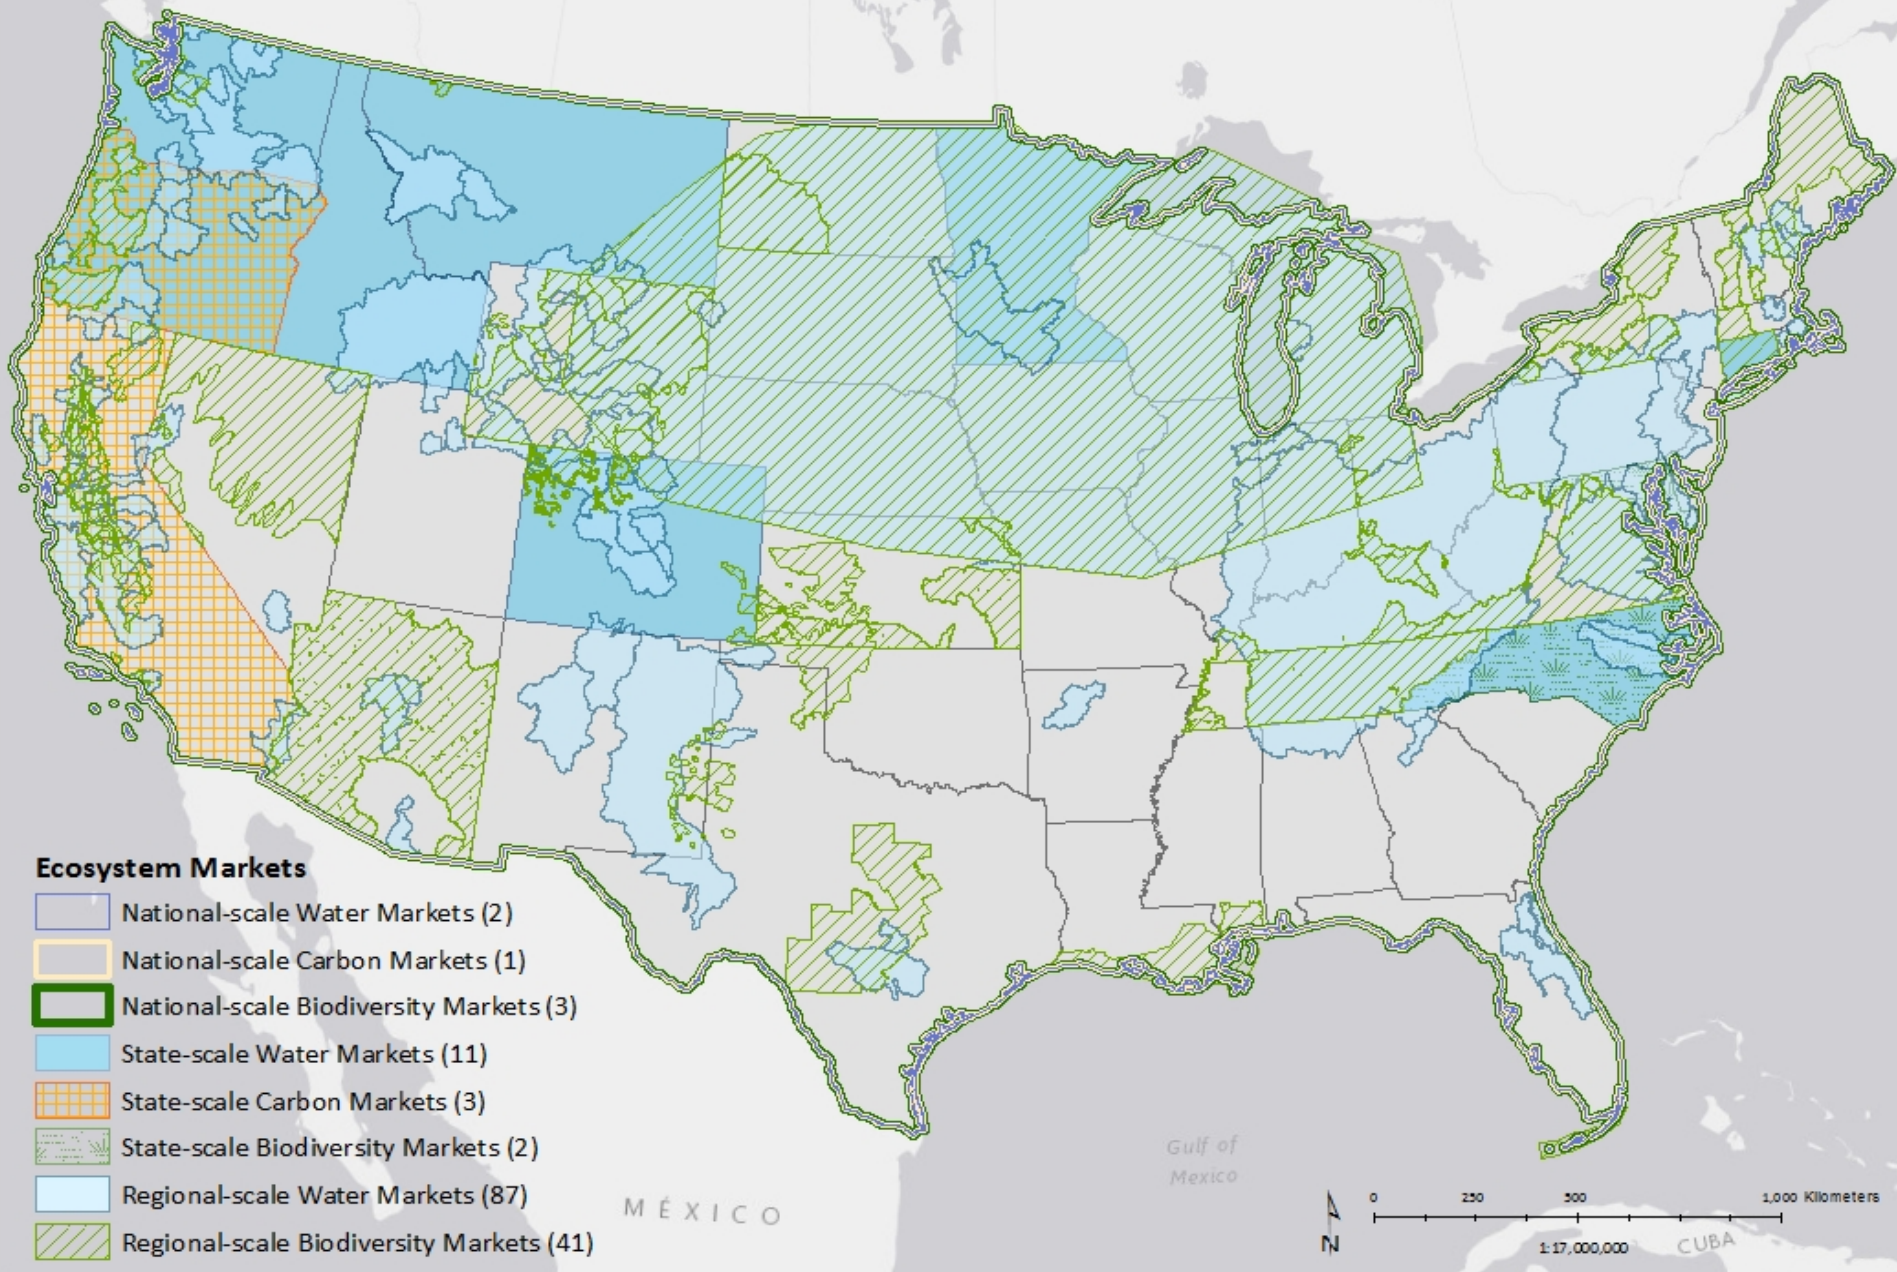 Ecosystem Markets
National-scale Water Markets (2)
National-scale Carbon Markets (1)
National-scale Biodiversity Markets (3)
State-scale Water Markets (11)
State-scale Carbon Markets (3)
State-scale Biodiversity Markets (2)
Regional-scale Water Markets (87)
Regional-scale Biodiversity Markets (41)
MÉXICO
Gulf of
Mexico
N
0 250 500 1,000 Kilometers
1:17,000,000
CUBA